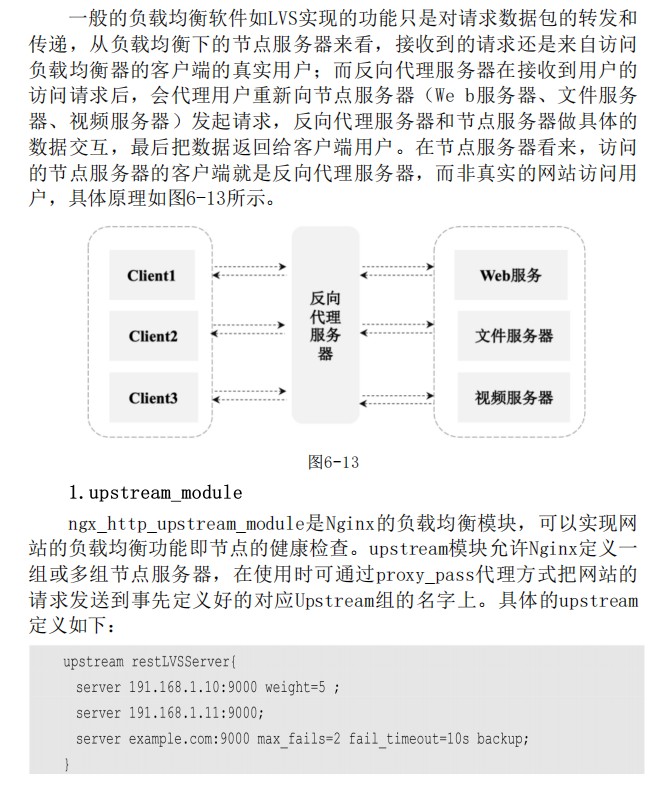 一般的负载均衡软件如LVS实现的功能只是对请求数据包的转发和
传递，从负载均衡下的节点服务器来看，接收到的请求还是来自访问
负载均衡器的客户端的真实用户；而反向代理服务器在接收到用户的
访问请求后，会代理用户重新向节点服务器（We b服务器、文件服务
器、视频服务器）发起请求，反向代理服务器和节点服务器做具体的
数据交互，最后把数据返回给客户端用户。在节点服务器看来，访问
的节点服务器的客户端就是反向代理服务器，而非真实的网站访问用
户，具体原理如图6-13所示。
Client1
Client2
Client3
反向
代理
服务
器
Web服务
文件服务器
视频服务器
图6-13
1.upstream_module
ngx_http_upstream_module是Nginx的负载均衡模块，可以实现网
站的负载均衡功能即节点的健康检查。upstream模块允许Nginx定义一
组或多组节点服务器，在使用时可通过proxy_pass代理方式把网站的
请求发送到事先定义好的对应Upstream组的名字上。具体的upstream
定义如下：
upstream restLVSServer{
server 191.168.1.10:9000 weight=5 ;
server 191.168.1.11:9000;
server example.com:9000 max_fails=2 fail_timeout=10s backup;
}